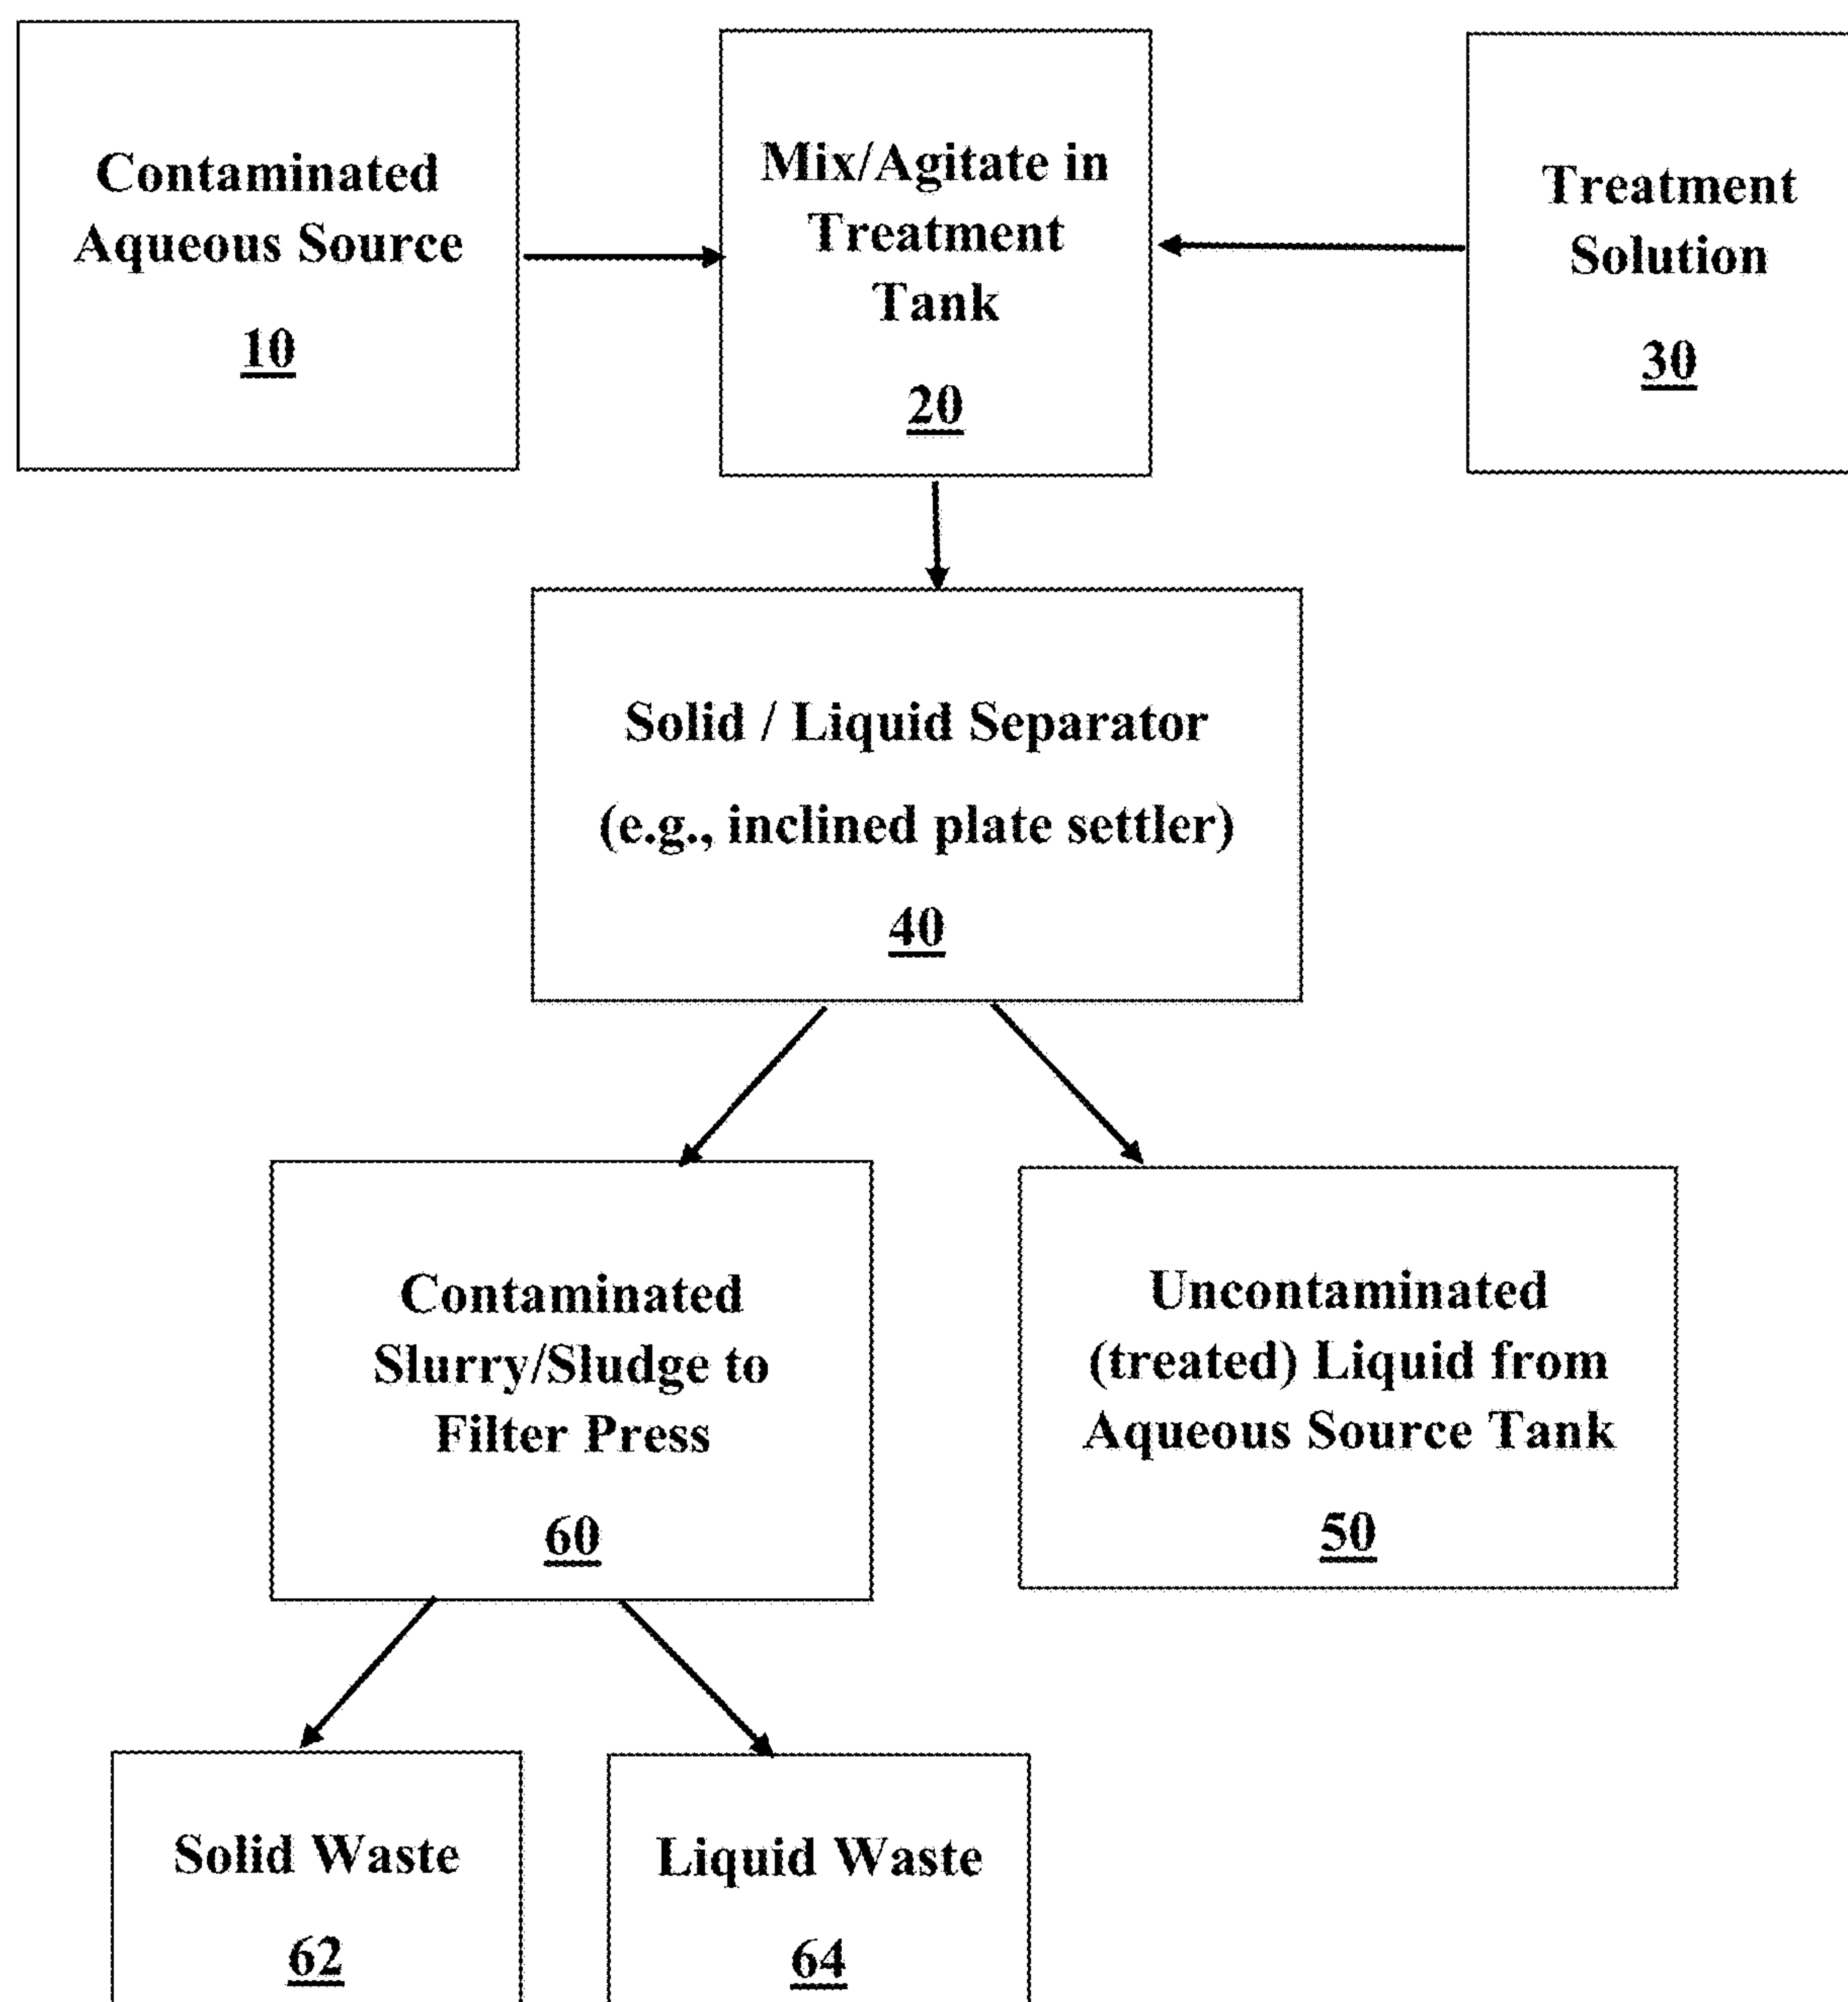 Contaminated
Aqueous Source
10
Mix/Agitate in
Treatment
Tank
20
Treatment
Solution
30
Solid / Liquid Separator
(e.g., inclined plate settler)
40
Contaminated
Slurry/Sludge to
Filter Press
60
Uncontaminated
(treated) Liquid from
Aqueous Source Tank
50
Solid Waste
62
Liquid Waste
64